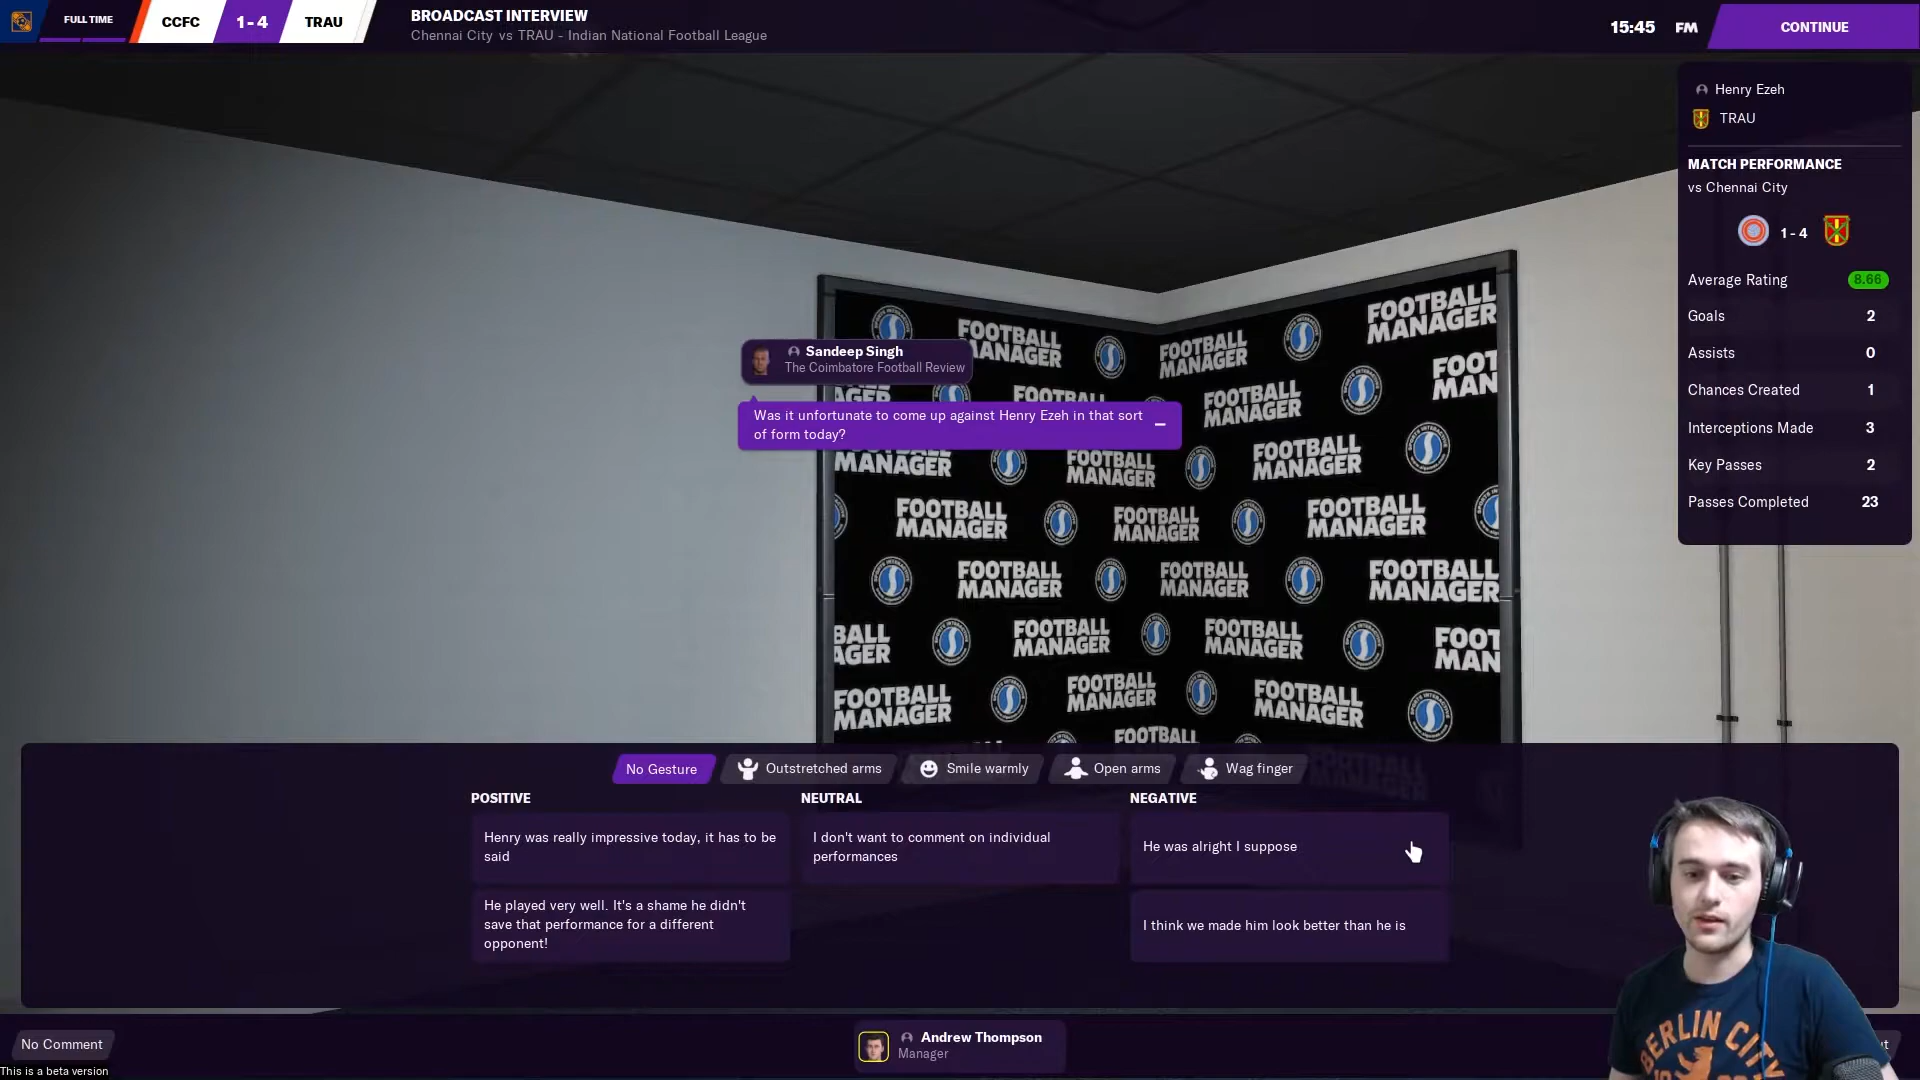 FULL TIME
CCFC
1 - 4
TRAU
BROADCAST INTERVIEW
Chennai City vs TRAU - Indian National Football League
15:45
FM
CONTINUE
Henry Ezeh
TRAU
MATCH PERFORMANCE
vs Chennai City
1 - 4
Average Rating 8.66
Goals 2
Assists 0
Chances Created 1
Interceptions Made 3
Key Passes 2
Passes Completed 23
Sandeep Singh
The Coimbatore Football Review
Was it unfortunate to come up against Henry Ezeh in that sort
of form today?
FOOTBALL
MANAGER
No Gesture
Outstretched arms
Smile warmly
Open arms
Wag finger
POSITIVE
NEUTRAL
NEGATIVE
Henry was really impressive today, it has to be
said
I don't want to comment on individual
performances
He was alright I suppose
He played very well. It's a shame he didn't
save that performance for a different
opponent!
I think we made him look better than he is
No Comment
Andrew Thompson
Manager
This is a beta version
BERLIN CITY